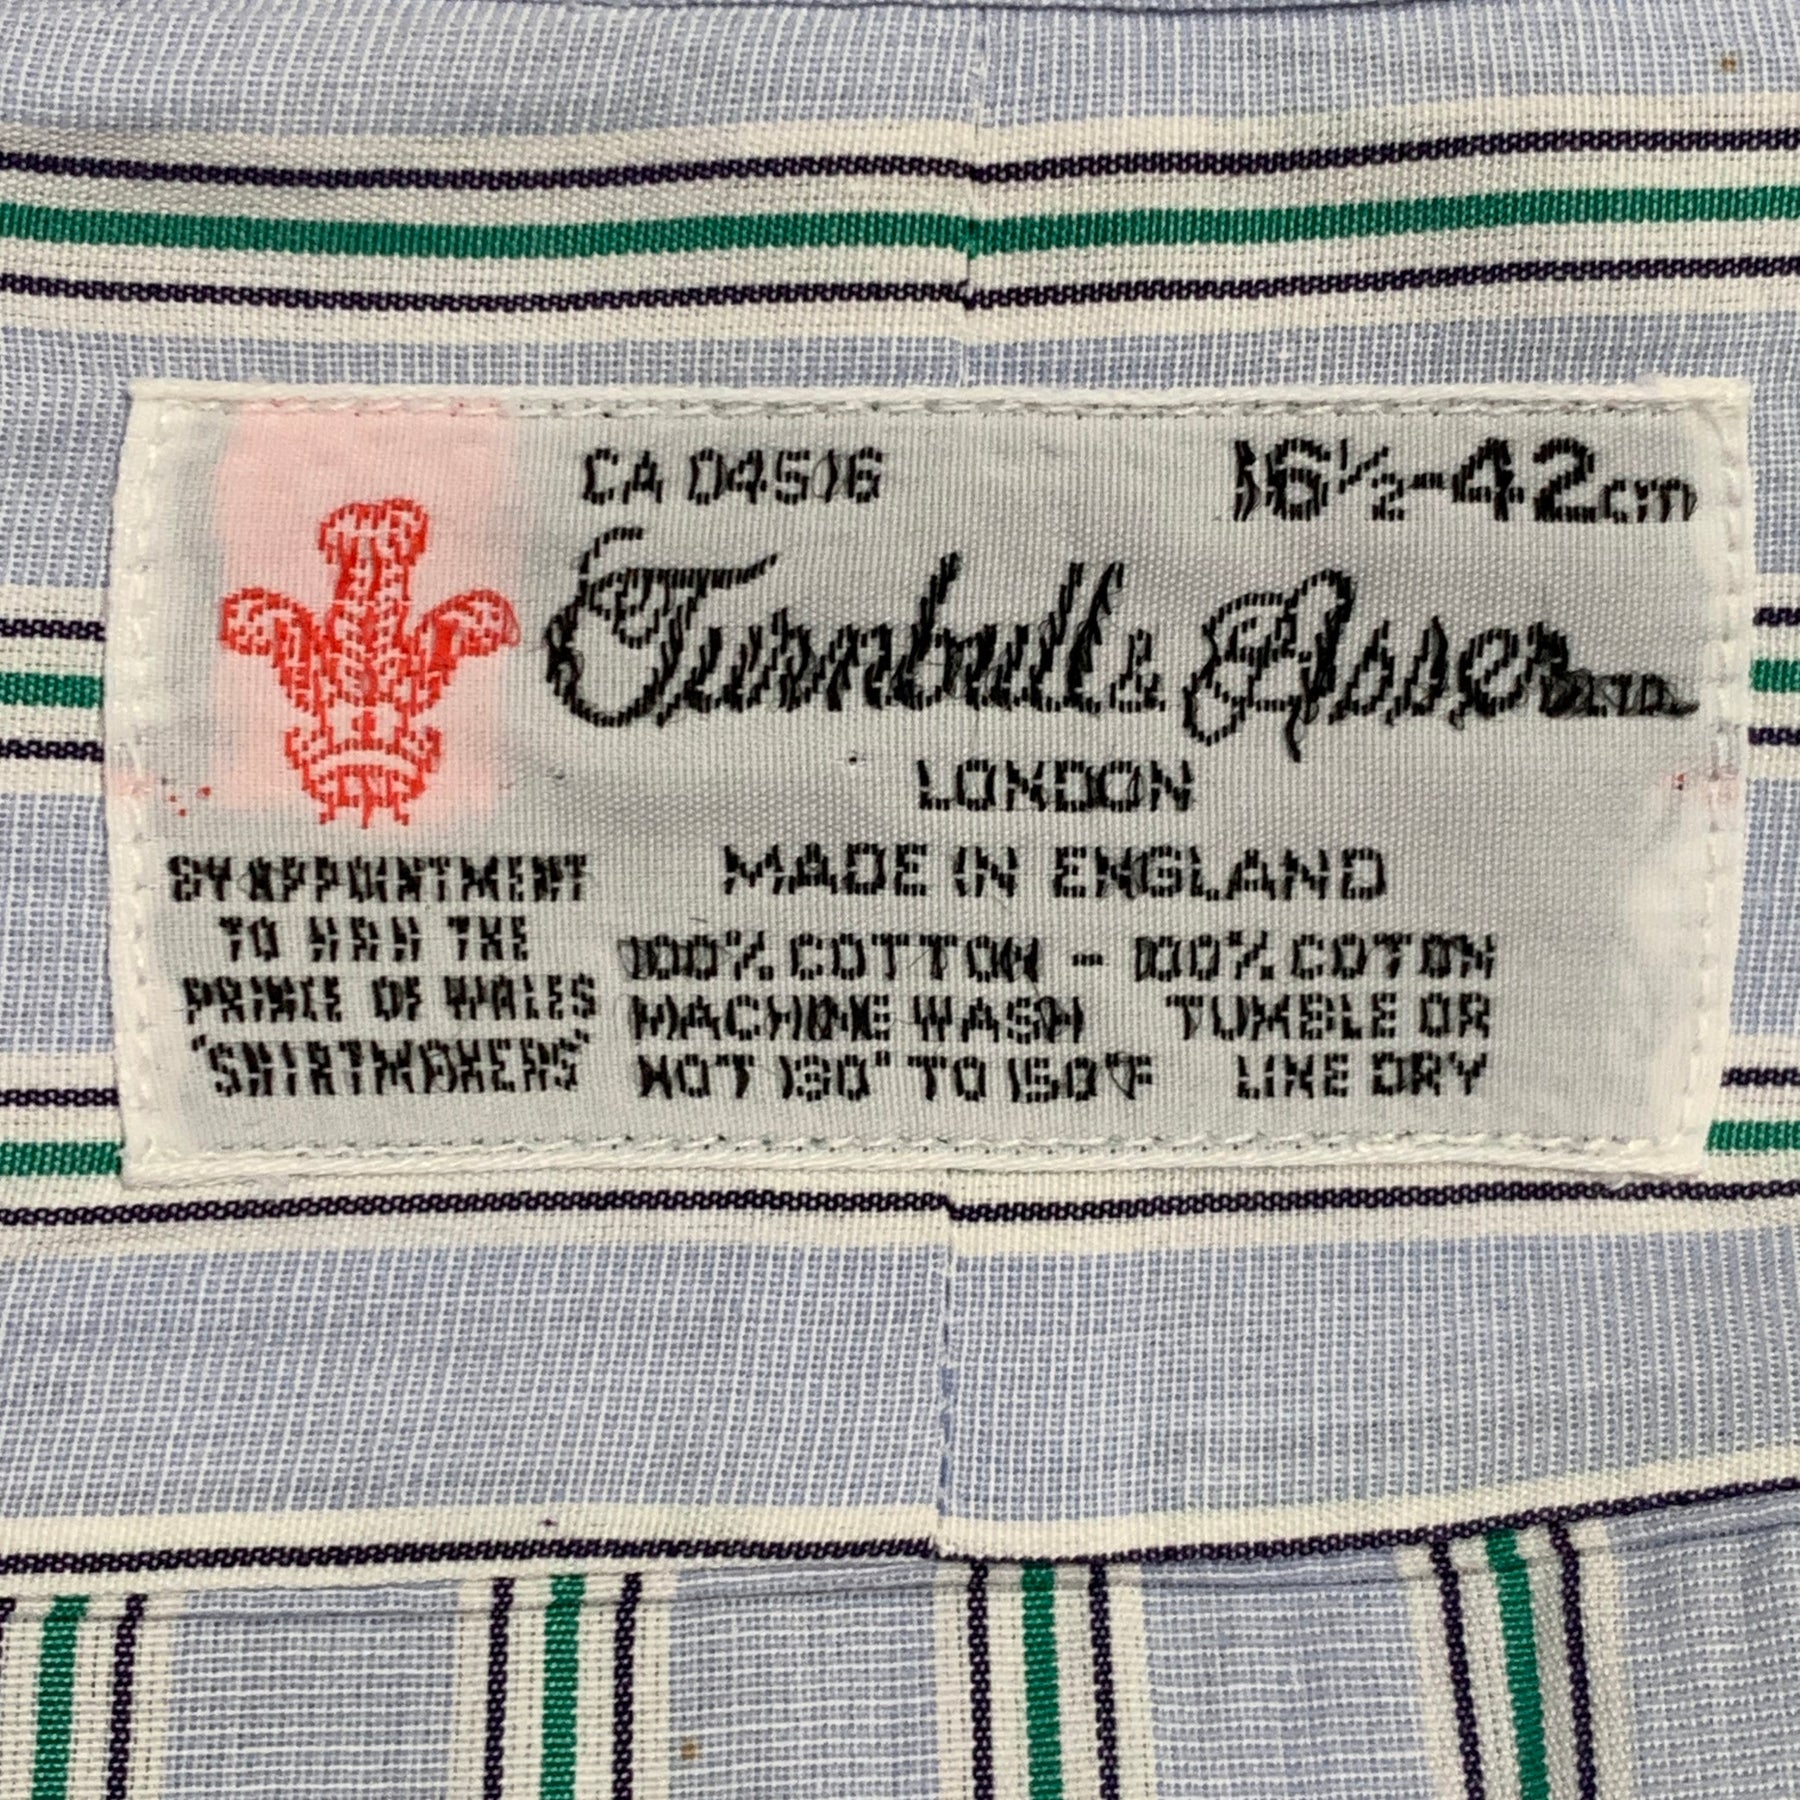 CA 04516
16½-42cm
Turnbull & Asser LTD.
LONDON
MADE IN ENGLAND
BY APPOINTMENT
TO HRH THE
PRINCE OF WALES
"SHIRTMAKERS"
100% COTTON - 100% COTON
MACHINE WASH TUMBLE OR
HOT 130° TO 150°F LINE DRY